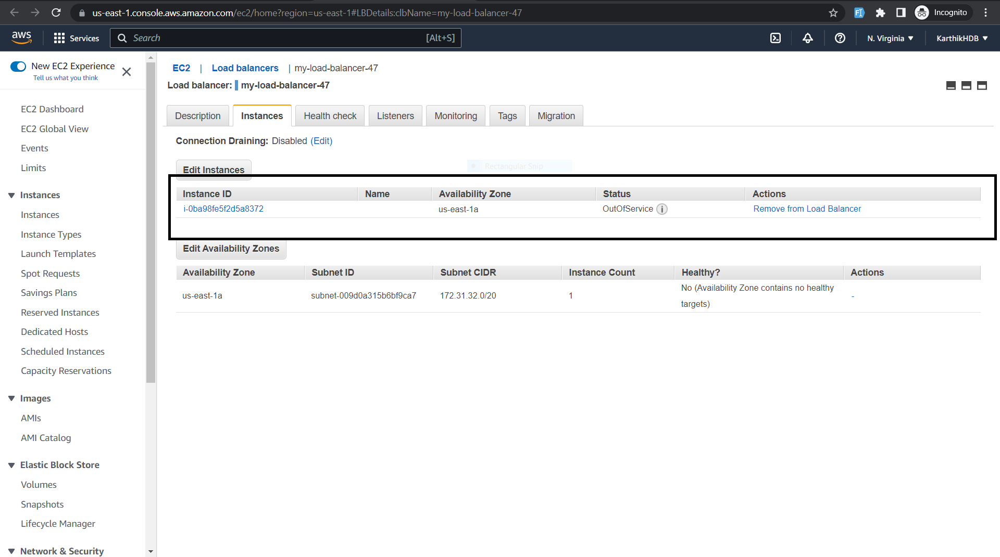 us-east-1.console.aws.amazon.com/ec2/home?region=us-east-1#LBDetails:clbName=my-load-balancer-47
Incognito
aws
Services
Search
[Alt+S]
N. Virginia
KarthikHDB
New EC2 Experience
Tell us what you think
EC2 Dashboard
EC2 Global View
Events
Limits
Instances
Instances
Instance Types
Launch Templates
Spot Requests
Savings Plans
Reserved Instances
Dedicated Hosts
Scheduled Instances
Capacity Reservations
Images
AMIs
AMI Catalog
Elastic Block Store
Volumes
Snapshots
Lifecycle Manager
Network & Security
EC2 | Load balancers | my-load-balancer-47
Load balancer: my-load-balancer-47
Description Instances Health check Listeners Monitoring Tags Migration
Connection Draining: Disabled (Edit)
Rectangular Snip
Edit Instances
Instance ID Name Availability Zone Status Actions
i-0ba98fe5f2d5a8372 us-east-1a OutOfService i Remove from Load Balancer
Edit Availability Zones
Availability Zone Subnet ID Subnet CIDR Instance Count Healthy? Actions
us-east-1a subnet-009d0a315b6bf9ca7 172.31.32.0/20 1 No (Availability Zone contains no healthy targets) -